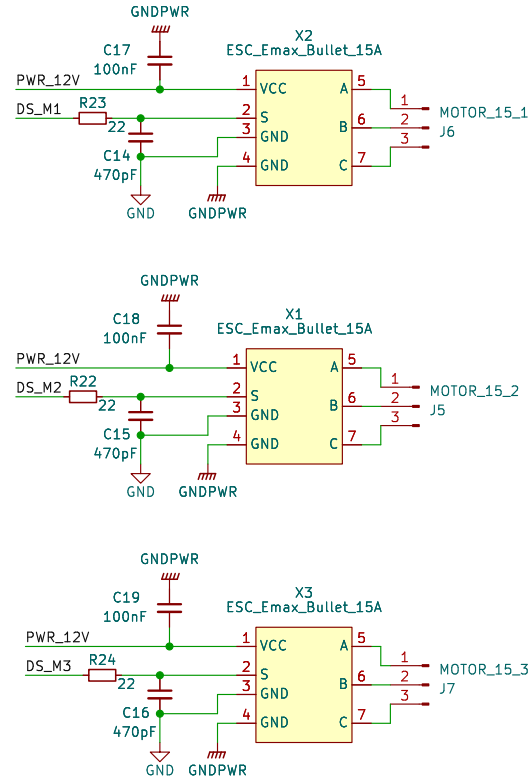 GNDPWR
C17
100nF
X2
ESC_Emax_Bullet_15A
PWR_12V
1 VCC A 5
DS_M1 R23
22
2 S
3 GND
B 6
4 GND
C 7
1
2
3
MOTOR_15_1
J6
C14
470pF
GND
GNDPWR
GNDPWR
C18
100nF
X1
ESC_Emax_Bullet_15A
PWR_12V
1 VCC A 5
DS_M2 R22
22
2 S
3 GND
B 6
4 GND
C 7
1
2
3
MOTOR_15_2
J5
C15
470pF
GND
GNDPWR
GNDPWR
C19
100nF
X3
ESC_Emax_Bullet_15A
PWR_12V
1 VCC A 5
DS_M3 R24
22
2 S
3 GND
B 6
4 GND
C 7
1
2
3
MOTOR_15_3
J7
C16
470pF
GND
GNDPWR